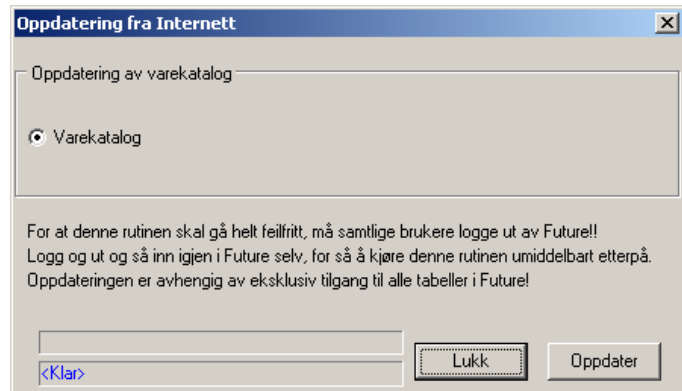 Oppdatering fra Internett
Oppdatering av varekatalog
Varekatalog
For at denne rutinen skal gå helt feilfritt, må samtlige brukere logge ut av Future!!
Logg og ut og så inn igjen i Future selv, for så å kjøre denne rutinen umiddelbart etterpå.
Oppdateringen er avhengig av eksklusiv tilgang til alle tabeller i Future!
<Klar>
Lukk
Oppdater